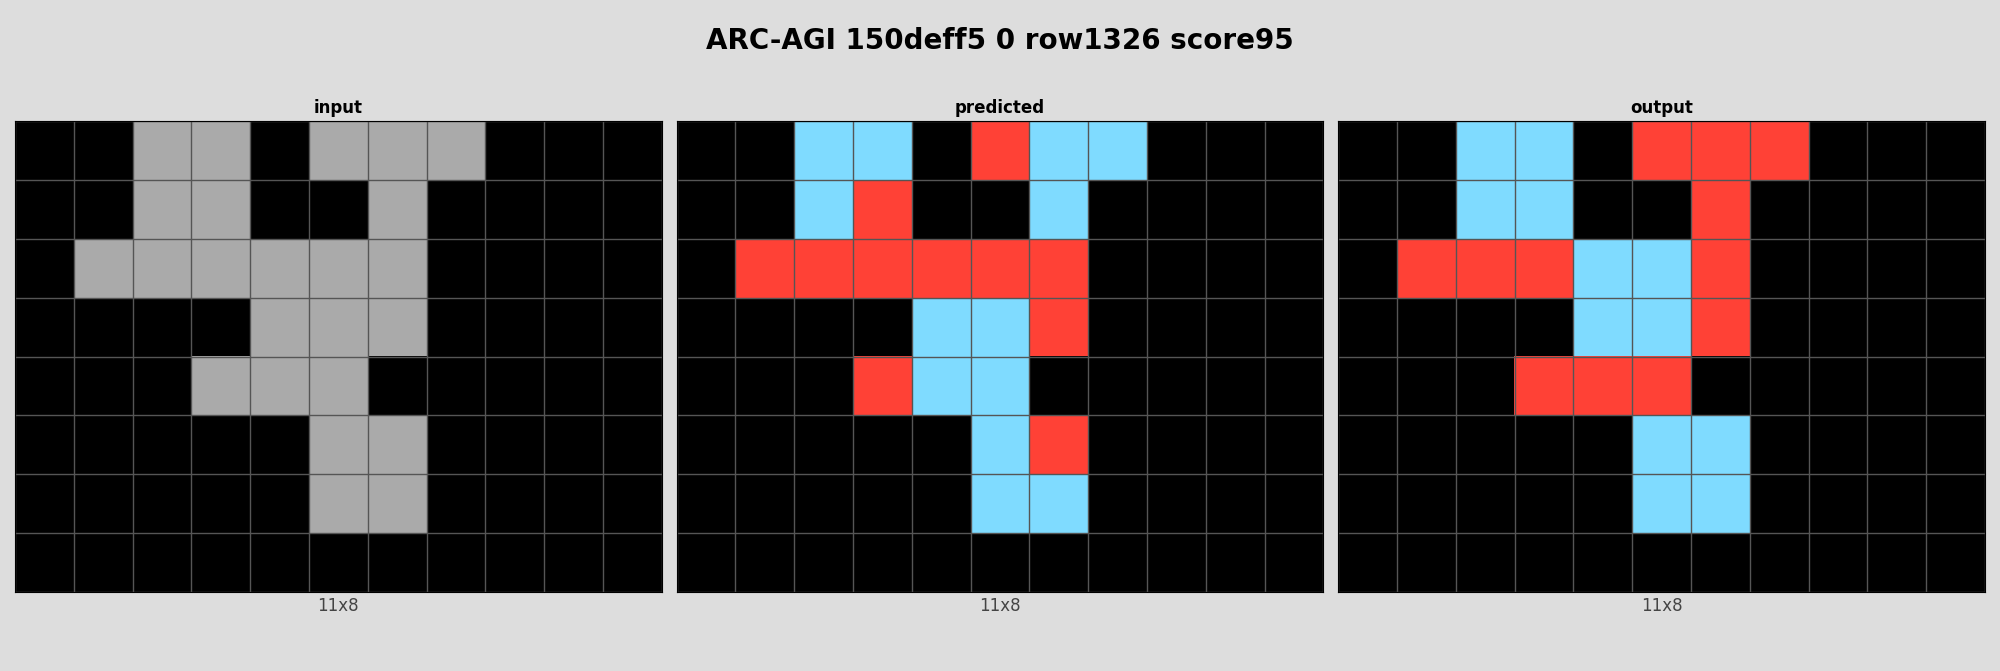 ARC-AGI 150deff5 0 row1326 score95
input
predicted
output
11x8
11x8
11x8